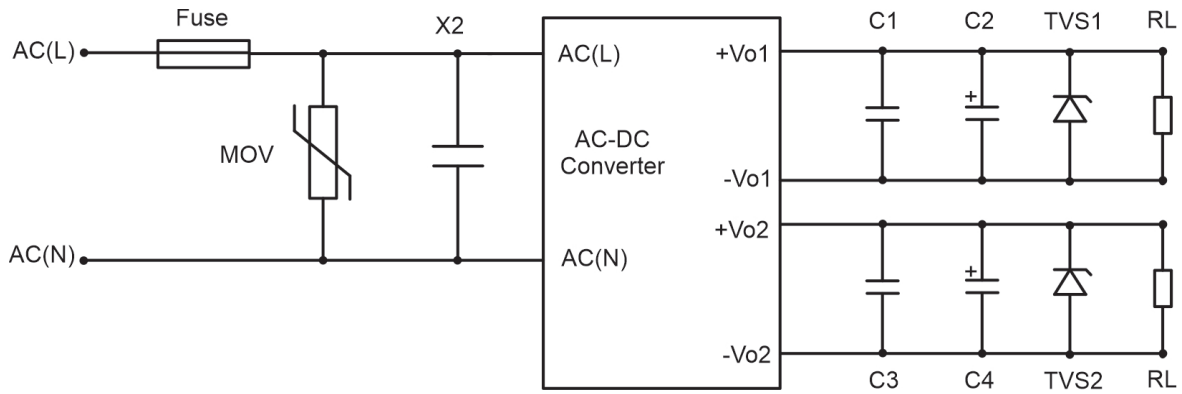 Fuse
X2
C1
C2
TVS1
RL
AC(L)
AC(L)
+Vo1
+
MOV
AC-DC
Converter
-Vo1
+Vo2
AC(N)
AC(N)
+
-Vo2
C3
C4
TVS2
RL